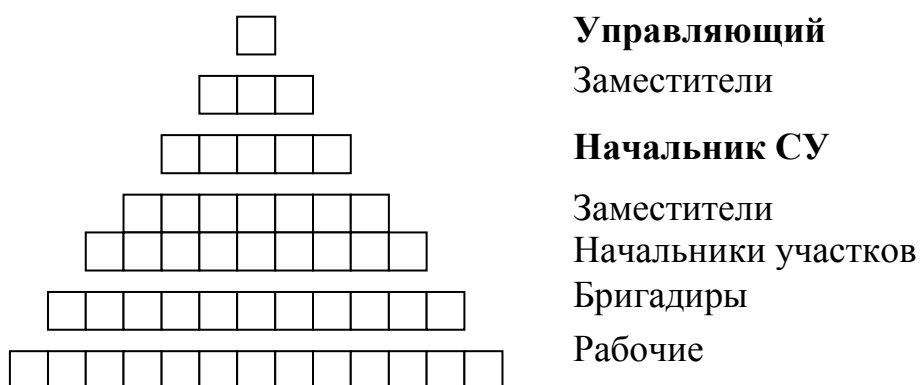 Управляющий
Заместители
Начальник СУ
Заместители
Начальники участков
Бригадиры
Рабочие